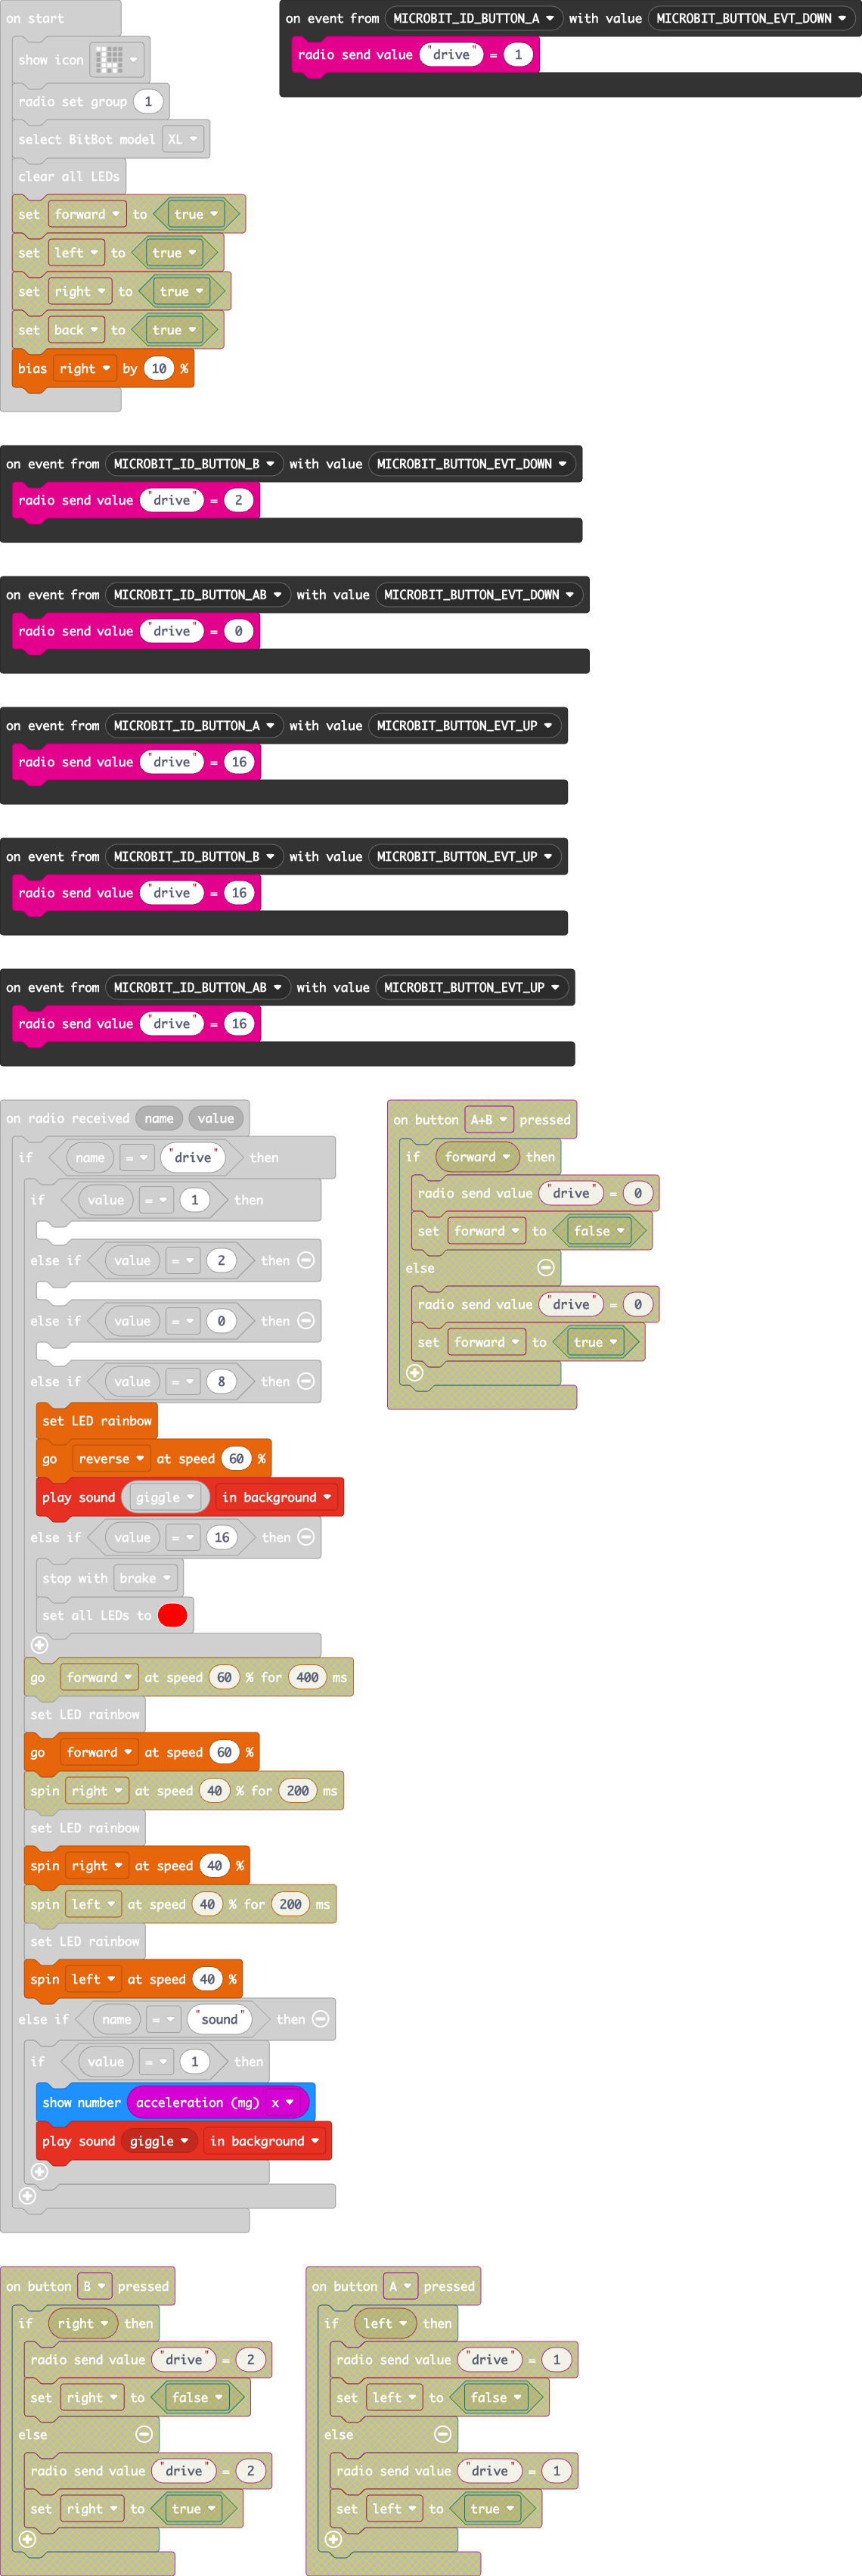 on start
show icon
radio set group 1
select BitBot model XL
clear all LEDs
set forward to true
set left to true
set right to true
set back to true
bias right by 10 %
on event from MICROBIT_ID_BUTTON_A with value MICROBIT_BUTTON_EVT_DOWN
radio send value "drive" = 1
on event from MICROBIT_ID_BUTTON_B with value MICROBIT_BUTTON_EVT_DOWN
radio send value "drive" = 2
on event from MICROBIT_ID_BUTTON_AB with value MICROBIT_BUTTON_EVT_DOWN
radio send value "drive" = 0
on event from MICROBIT_ID_BUTTON_A with value MICROBIT_BUTTON_EVT_UP
radio send value "drive" = 16
on event from MICROBIT_ID_BUTTON_B with value MICROBIT_BUTTON_EVT_UP
radio send value "drive" = 16
on event from MICROBIT_ID_BUTTON_AB with value MICROBIT_BUTTON_EVT_UP
radio send value "drive" = 16
on radio received name value
if name = "drive" then
if value = 1 then
else if value = 2 then
else if value = 0 then
else if value = 8 then
set LED rainbow
go reverse at speed 60 %
play sound giggle in background
else if value = 16 then
stop with brake
set all LEDs to
go forward at speed 60 % for 400 ms
set LED rainbow
go forward at speed 60 %
spin right at speed 40 % for 200 ms
set LED rainbow
spin right at speed 40 %
spin left at speed 40 % for 200 ms
set LED rainbow
spin left at speed 40 %
else if name = "sound" then
if value = 1 then
show number acceleration (mg) x
play sound giggle in background
on button A+B pressed
if forward then
radio send value "drive" = 0
set forward to false
else
radio send value "drive" = 0
set forward to true
on button B pressed
if right then
radio send value "drive" = 2
set right to false
else
radio send value "drive" = 2
set right to true
on button A pressed
if left then
radio send value "drive" = 1
set left to false
else
radio send value "drive" = 1
set left to true